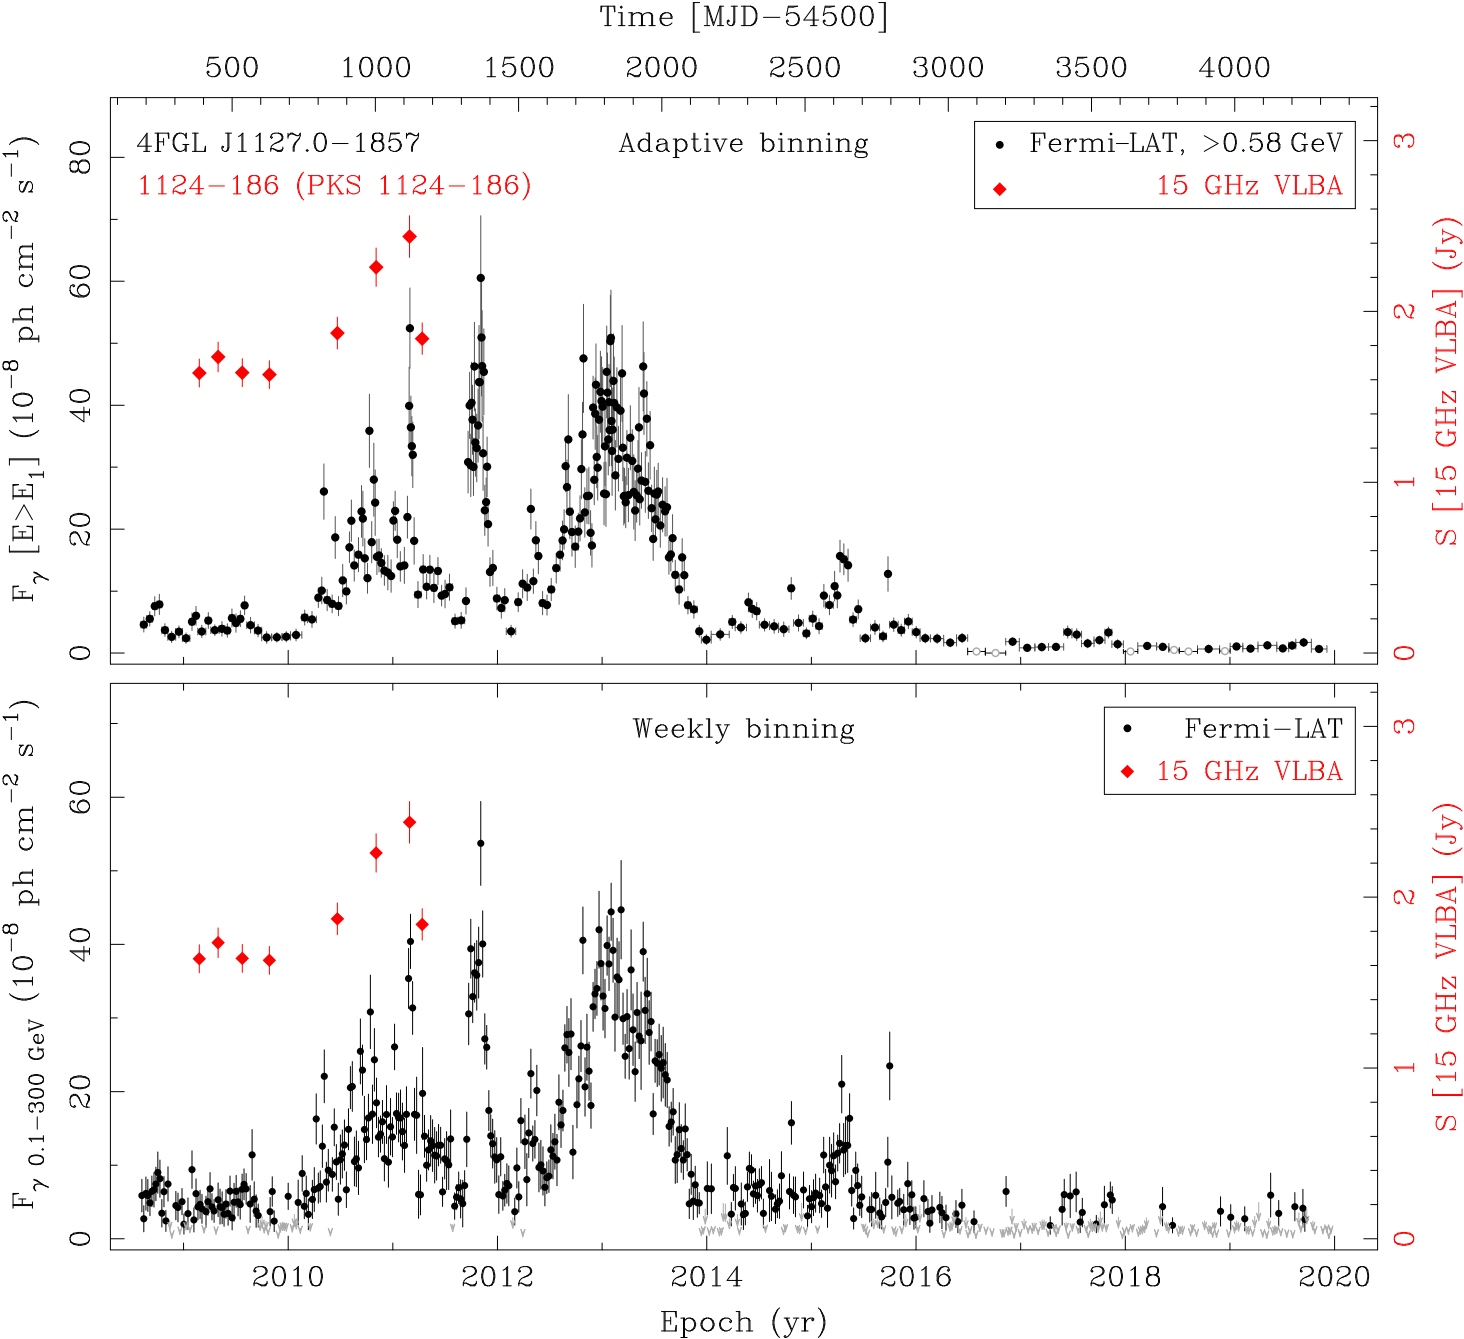 Time [MJD−54500]
500 1000 1500 2000 2500 3000 3500 4000
4FGL J1127.0−1857
1124−186 (PKS 1124−186)
Adaptive binning
Fermi−LAT, >0.58 GeV
15 GHz VLBA
F_γ [E>E_1] (10^−8 ph cm^−2 s^−1)
80
60
40
20
0
S [15 GHz VLBA] (Jy)
3
2
1
0
Weekly binning
Fermi−LAT
15 GHz VLBA
F_γ 0.1−300 GeV (10^−8 ph cm^−2 s^−1)
60
40
20
0
S [15 GHz VLBA] (Jy)
3
2
1
0
2010 2012 2014 2016 2018 2020
Epoch (yr)